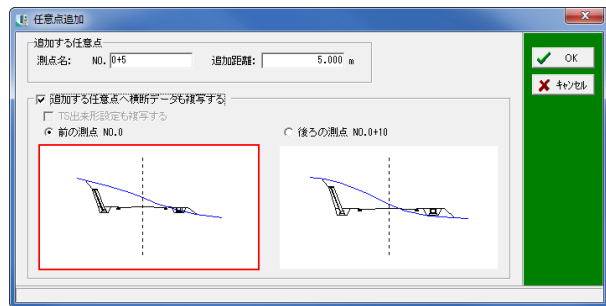 任意点追加
追加する任意点
測点名: NO. 0+5 追加距離: 5.000 m
OK
キャンセル
追加する任意点へ横断データも複写する
TS出来形設定も複写する
前の測点 NO.0 後ろの測点 NO.0+10